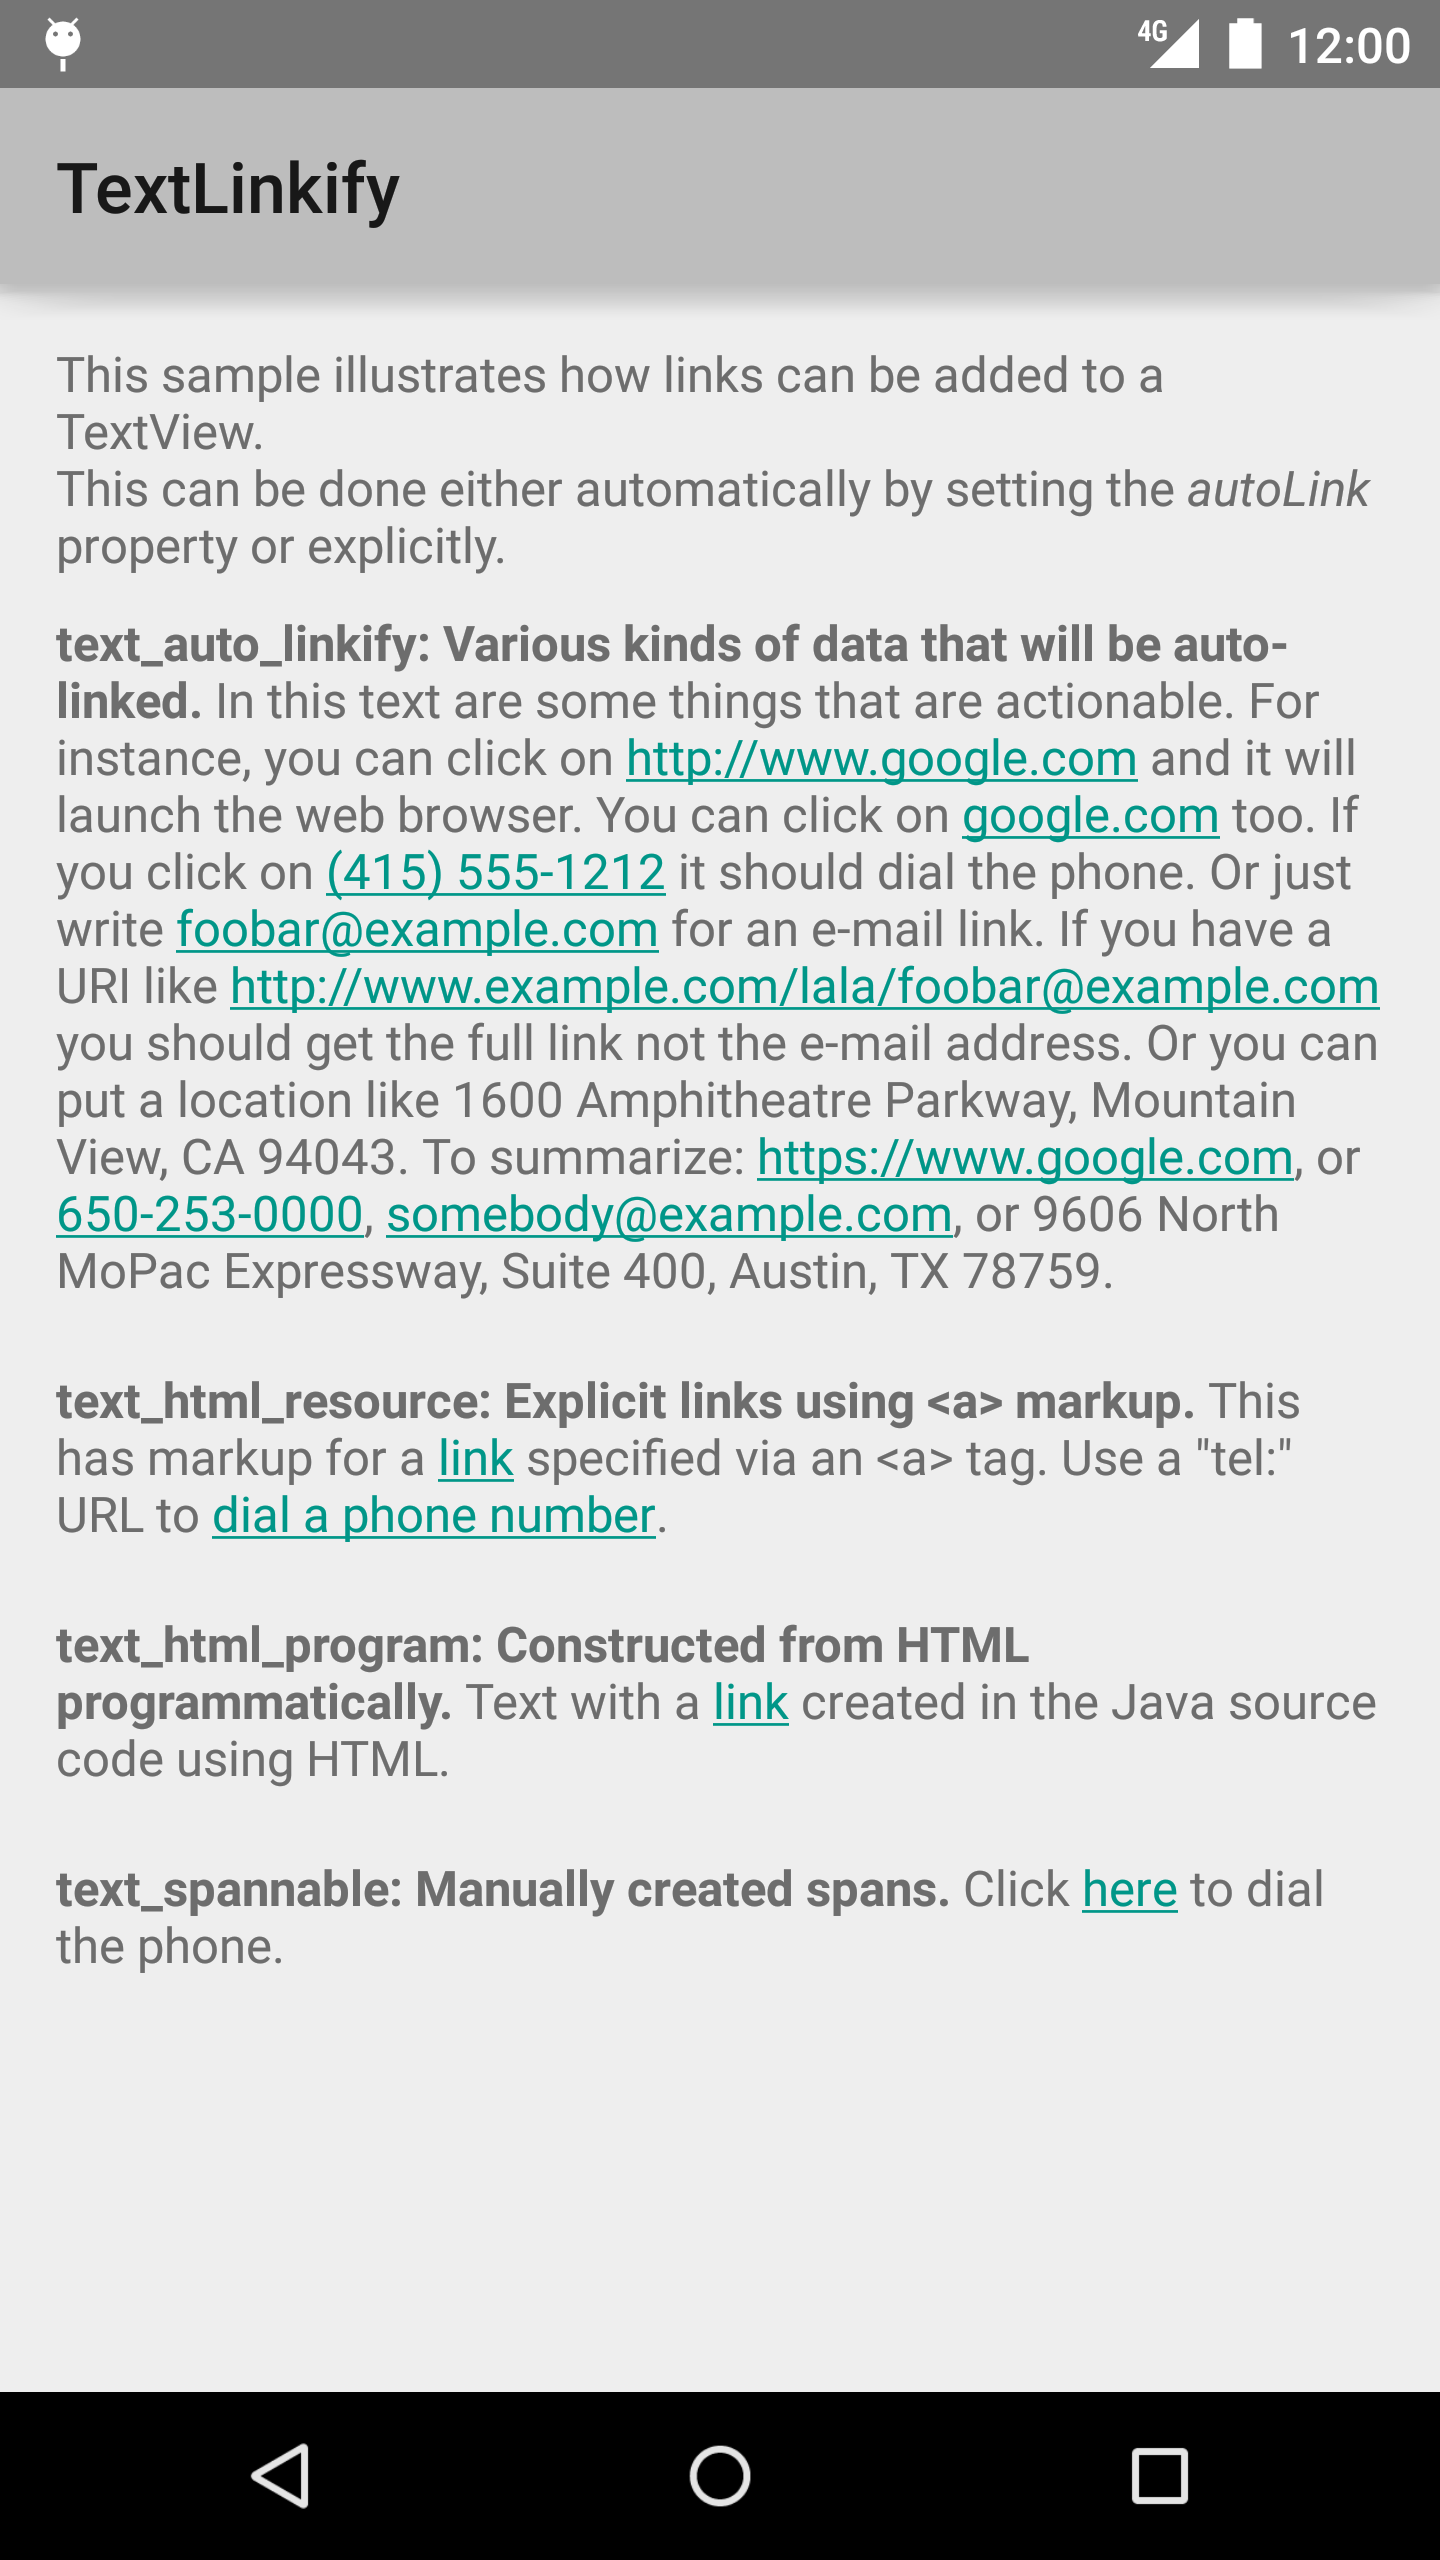 4G 12:00
TextLinkify
This sample illustrates how links can be added to a
TextView.
This can be done either automatically by setting the autoLink
property or explicitly.
text_auto_linkify: Various kinds of data that will be auto-
linked. In this text are some things that are actionable. For
instance, you can click on http://www.google.com and it will
launch the web browser. You can click on google.com too. If
you click on (415) 555-1212 it should dial the phone. Or just
write foobar@example.com for an e-mail link. If you have a
URI like http://www.example.com/lala/foobar@example.com
you should get the full link not the e-mail address. Or you can
put a location like 1600 Amphitheatre Parkway, Mountain
View, CA 94043. To summarize: https://www.google.com, or
650-253-0000, somebody@example.com, or 9606 North
MoPac Expressway, Suite 400, Austin, TX 78759.
text_html_resource: Explicit links using <a> markup. This
has markup for a link specified via an <a> tag. Use a "tel:"
URL to dial a phone number.
text_html_program: Constructed from HTML
programmatically. Text with a link created in the Java source
code using HTML.
text_spannable: Manually created spans. Click here to dial
the phone.